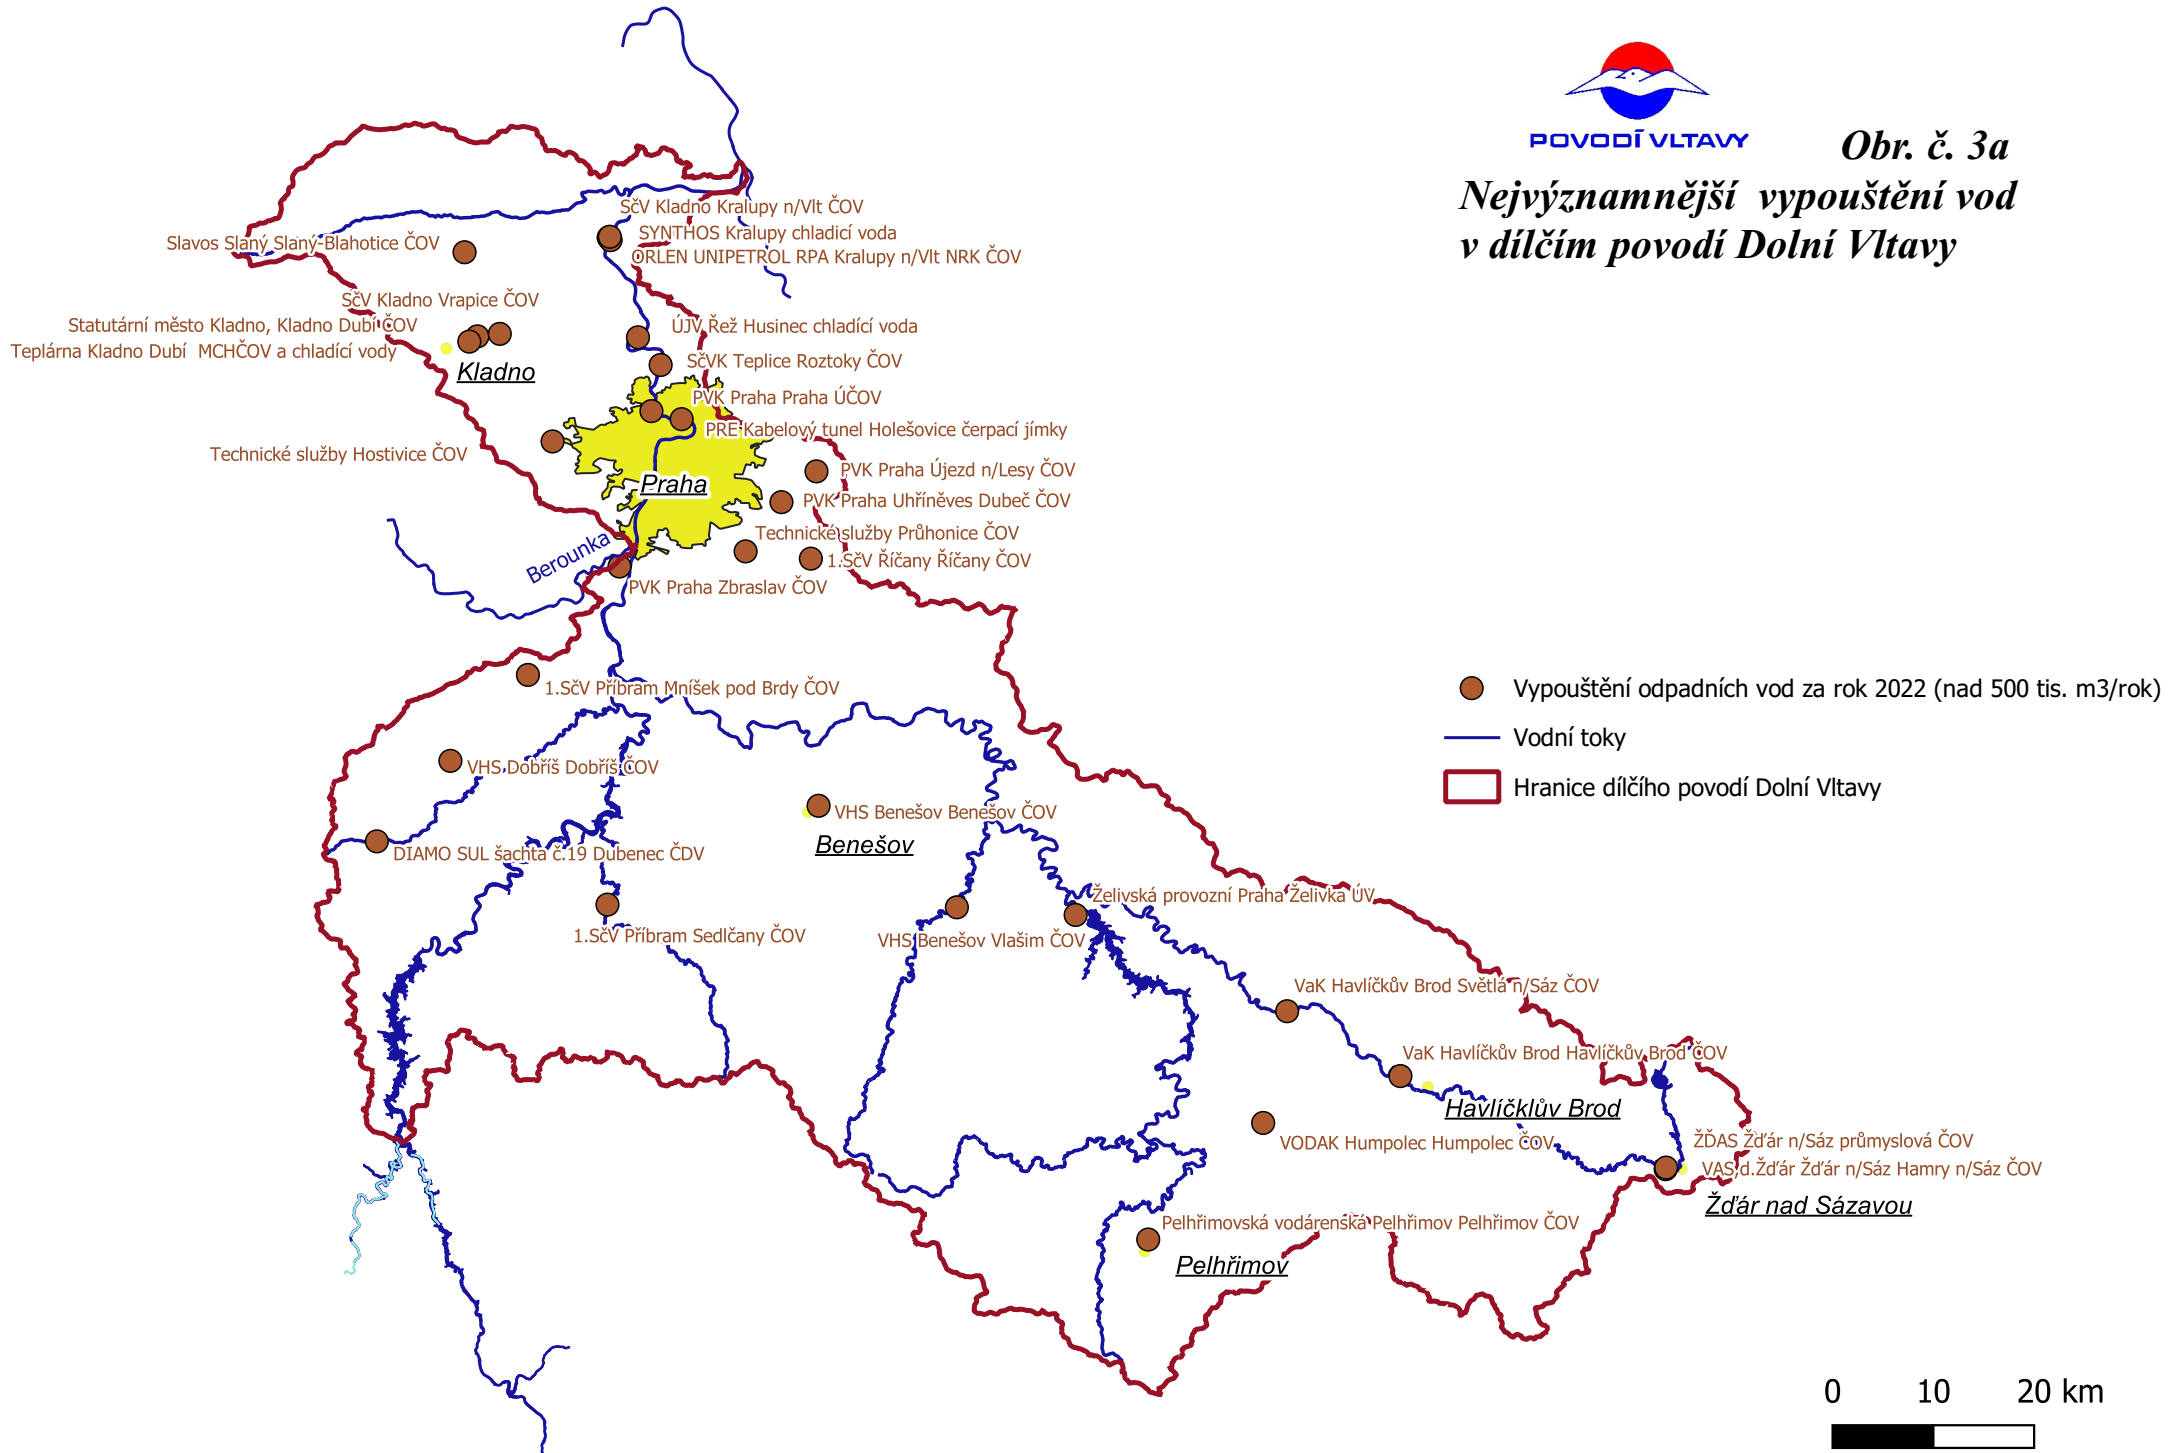 POVODÍ VLTAVY
Obr. č. 3a
Nejvýznamnější vypouštění vod
v dílčím povodí Dolní Vltavy
SčV Kladno Kralupy n/Vlt ČOV
SYNTHOS Kralupy chladicí voda
Slavos Slaný Slaný-Blahotice ČOV
ORLEN UNIPETROL RPA Kralupy n/Vlt NRK ČOV
SčV Kladno Vrapice ČOV
Statutární město Kladno, Kladno Dubí ČOV
ÚJV Řež Husinec chladící voda
Teplárna Kladno Dubí MCHČOV a chladící vody
SčVK Teplice Roztoky ČOV
Kladno
PVK Praha Praha ÚČOV
PRE Kabelový tunel Holešovice čerpací jímky
Technické služby Hostivice ČOV
PVK Praha Újezd n/Lesy ČOV
Praha
PVK Praha Uhříněves Dubeč ČOV
Technické služby Průhonice ČOV
Berounka
1.SčV Říčany Říčany ČOV
PVK Praha Zbraslav ČOV
1.SčV Příbram Mníšek pod Brdy ČOV
Vypouštění odpadních vod za rok 2022 (nad 500 tis. m3/rok)
Vodní toky
Hranice dílčího povodí Dolní Vltavy
VHS Dobříš Dobříš ČOV
VHS Benešov Benešov ČOV
Benešov
DIAMO SUL šachta č.19 Dubenec ČDV
Želivská provozní Praha Želivka ÚV
1.SčV Příbram Sedlčany ČOV
VHS Benešov Vlašim ČOV
VaK Havlíčkův Brod Světlá n/Sáz ČOV
VaK Havlíčkův Brod Havlíčkův Brod ČOV
Havlíčklův Brod
VODAK Humpolec Humpolec ČOV
ŽĎAS Žďár n/Sáz průmyslová ČOV
VAS,d.Žďár Žďár n/Sáz Hamry n/Sáz ČOV
Žďár nad Sázavou
Pelhřimovská vodárenská Pelhřimov Pelhřimov ČOV
Pelhřimov
0 10 20 km